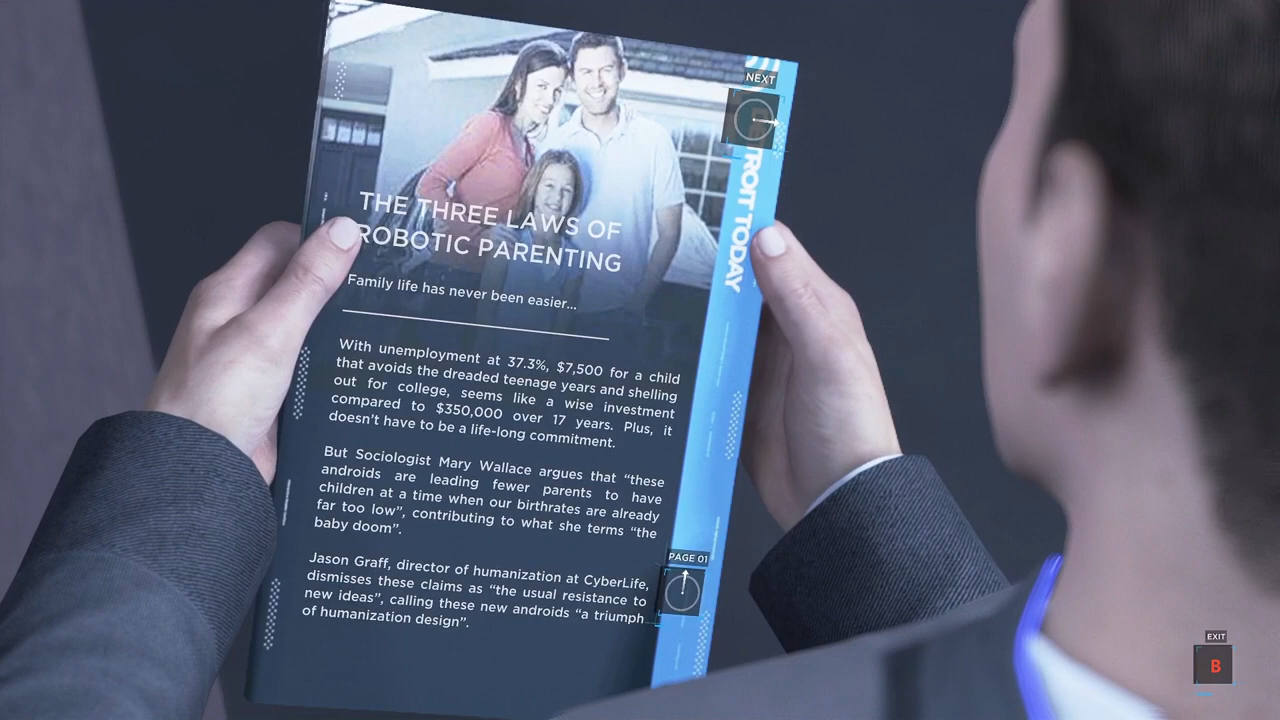 NEXT
TROIT TODAY
THE THREE LAWS OF
ROBOTIC PARENTING
Family life has never been easier...
With unemployment at 37.3%, $7,500 for a child
that avoids the dreaded teenage years and shelling
out for college, seems like a wise investment
compared to $350,000 over 17 years. Plus, it
doesn't have to be a life-long commitment.
But Sociologist Mary Wallace argues that “these
androids are leading fewer parents to have
children at a time when our birthrates are already
far too low”, contributing to what she terms “the
baby doom”.
Jason Graff, director of humanization at CyberLife,
dismisses these claims as “the usual resistance to
new ideas”, calling these new androids “a triumph
of humanization design”.
PAGE 01
EXIT
B